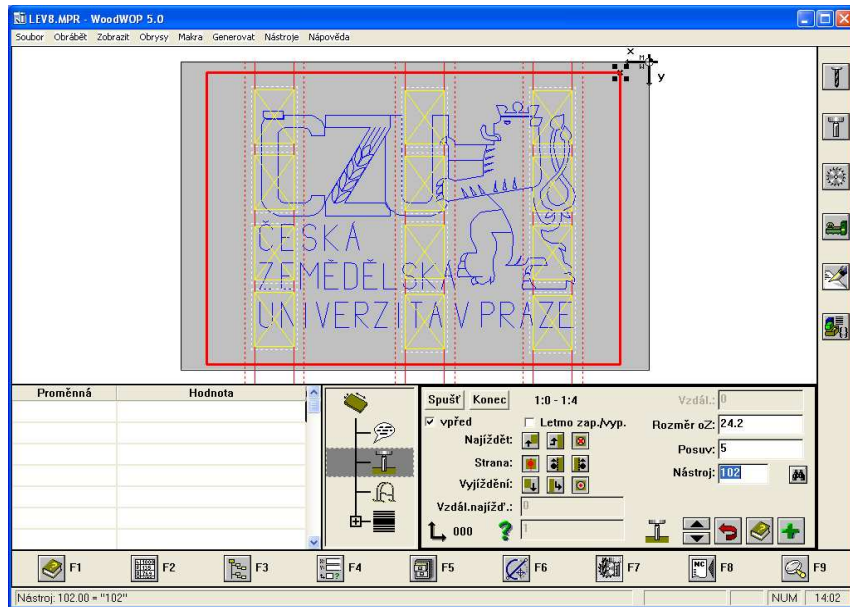 LEV8.MPR - WoodWOP 5.0
Soubor Obrábět Zobrazit Obrysy Makra Generovat Nástroje Nápověda
x
y
ČZU
ČESKÁ
ZEMĚDĚLSKÁ
UNIVERZITA V PRAZE
Proměnná Hodnota
Spušť Konec 1:0 - 1:4 Vzdál.: 0
vpřed Letmo zap./vyp. Rozměr oZ: 24.2
Najíždět: Posuv: 5
Strana: Nástroj: 102
Vyjíždění:
Vzdál.najížď.: 0
000 ? 1
F1 F2 F3 F4 F5 F6 F7 NC F8 F9
Nástroj: 102.00 = "102" NUM 14:02